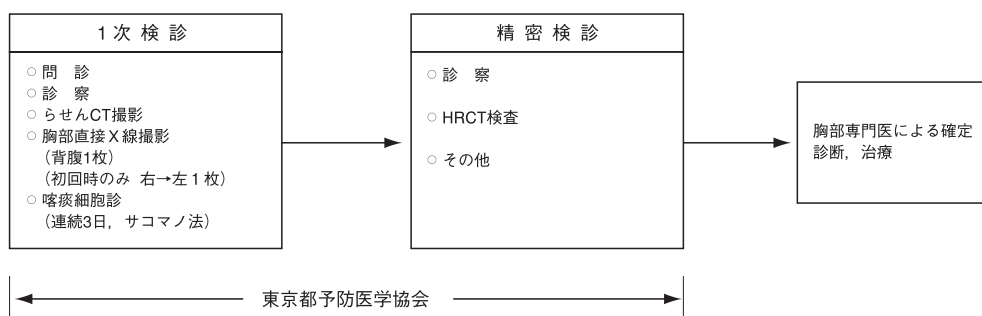 1次検診
○ 問　診
○ 診　察
○ らせんCT撮影
○ 胸部直接X線撮影
（背腹1枚）
（初回時のみ 右→左1枚）
○ 喀痰細胞診
（連続3日，サコマノ法）
精密検診
○ 診　察
○ HRCT検査
○ その他
胸部専門医による確定
診断，治療
東京都予防医学協会